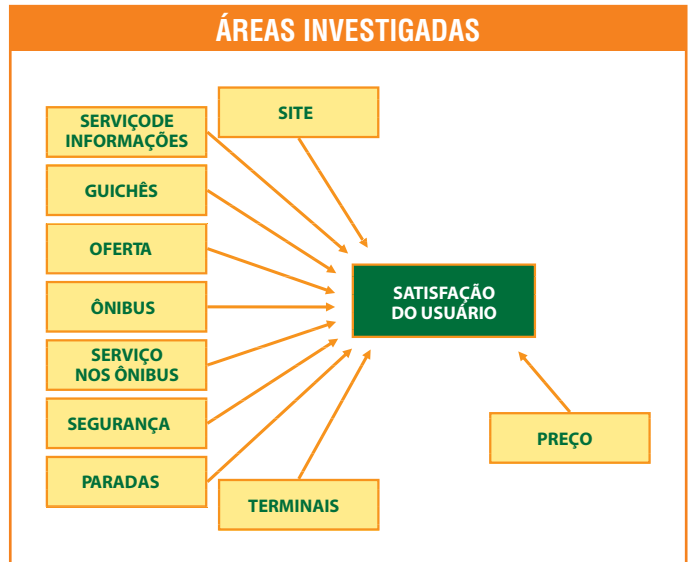 ÁREAS INVESTIGADAS
SITE
SERVIÇODE
INFORMAÇÕES
GUICHÊS
OFERTA
ÔNIBUS
SERVIÇO
NOS ÔNIBUS
SEGURANÇA
PARADAS
TERMINAIS
SATISFAÇÃO
DO USUÁRIO
PREÇO